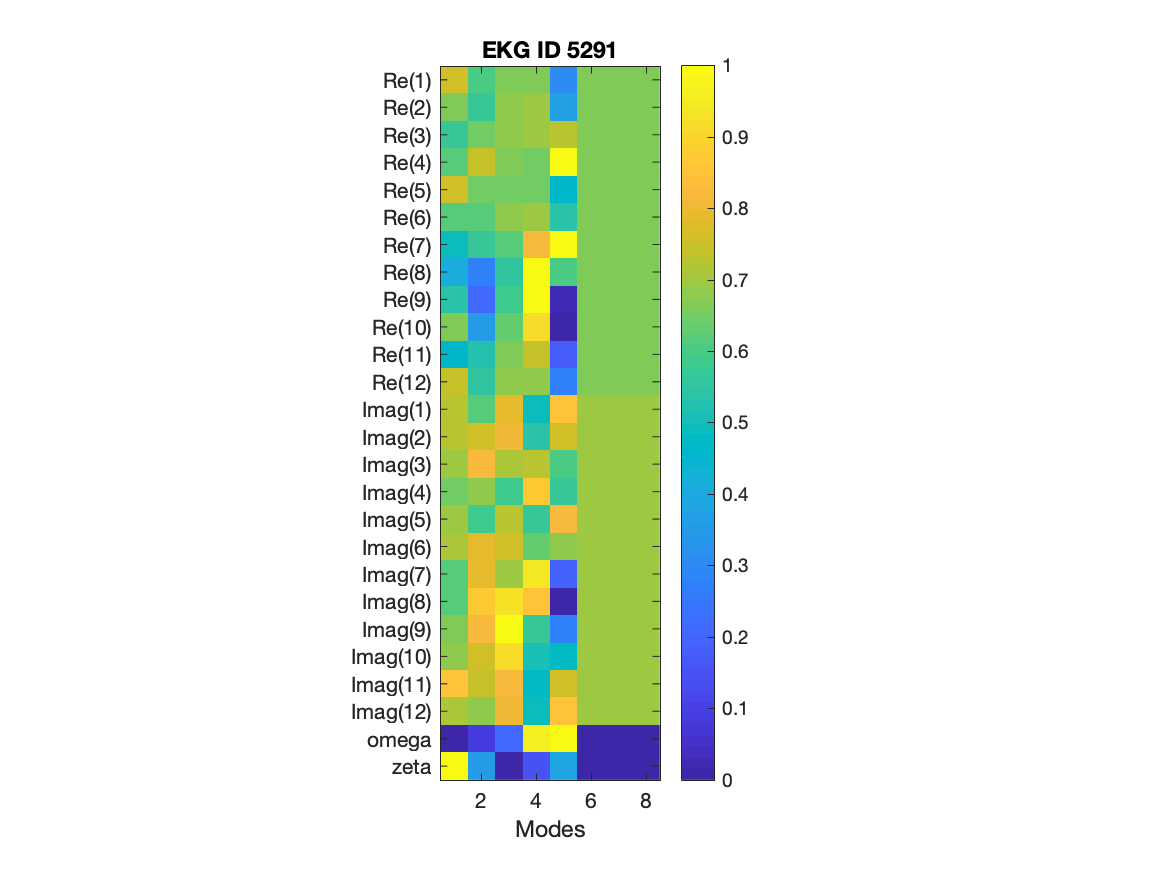 EKG ID 5291
Re(1)
Re(2)
Re(3)
Re(4)
Re(5)
Re(6)
Re(7)
Re(8)
Re(9)
Re(10)
Re(11)
Re(12)
Imag(1)
Imag(2)
Imag(3)
Imag(4)
Imag(5)
Imag(6)
Imag(7)
Imag(8)
Imag(9)
Imag(10)
Imag(11)
Imag(12)
omega
zeta
2 4 6 8
Modes
1
0.9
0.8
0.7
0.6
0.5
0.4
0.3
0.2
0.1
0